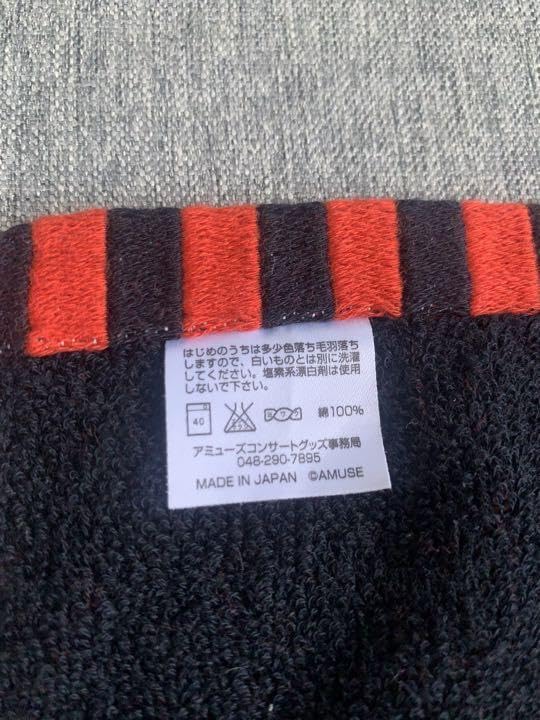 はじめのうちは多少色落ち毛羽落ち
しますので、白いものとは別に洗濯
してください。塩素系漂白剤は使用
しないで下さい。
40 綿100%
アミューズコンサートグッズ事務局
048-290-7895
MADE IN JAPAN ©AMUSE